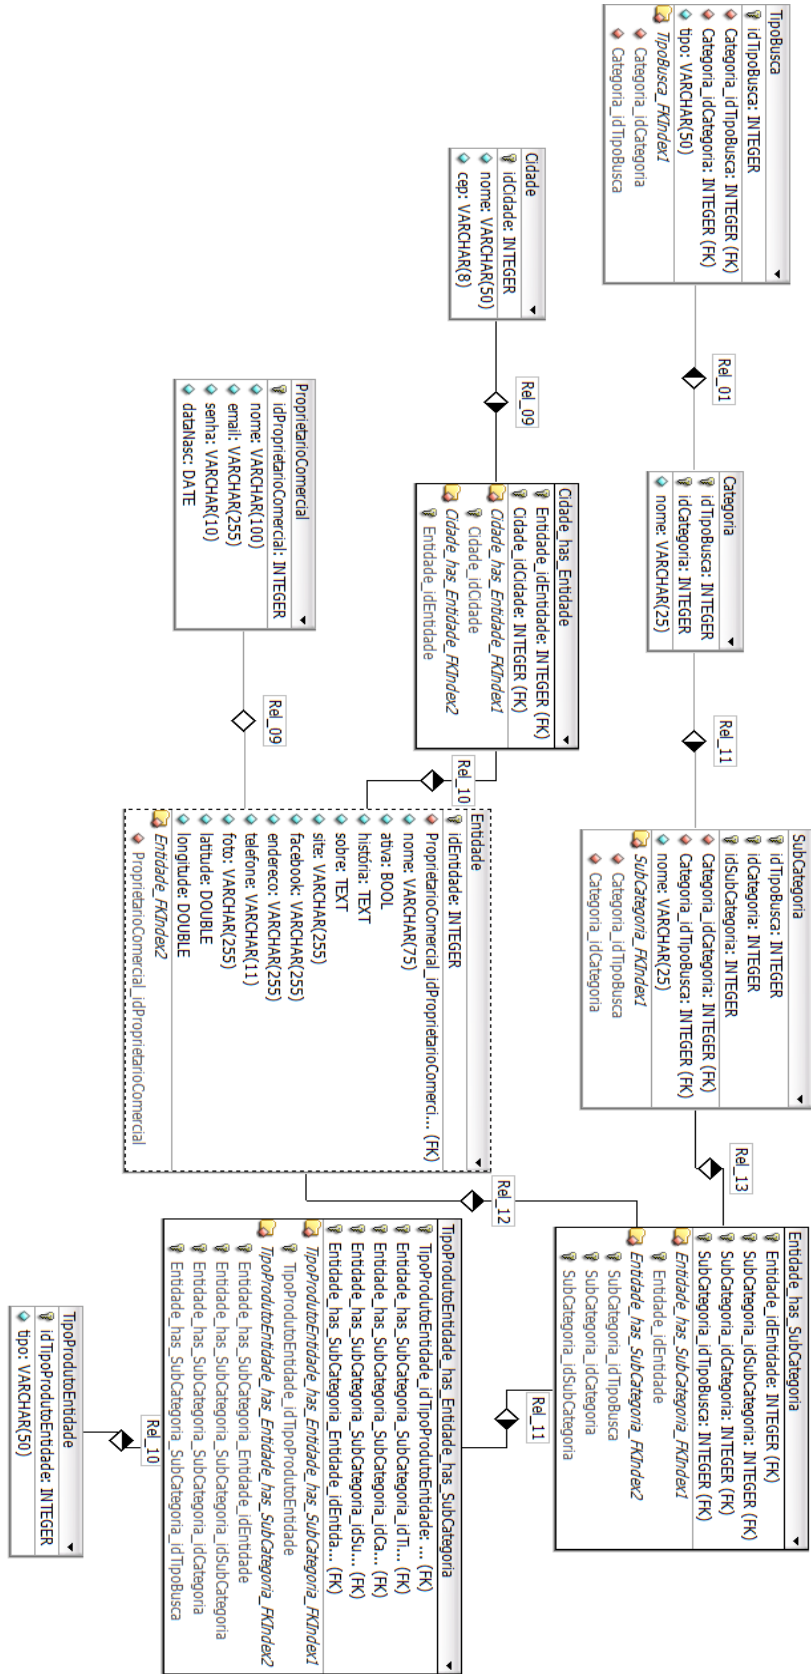 TipoBusca
idTipoBusca: INTEGER
Categoria_idTipoBusca: INTEGER (FK)
Categoria_idCategoria: INTEGER (FK)
tipo: VARCHAR(50)
TipoBusca_FKIndex1
Categoria_idCategoria
Categoria_idTipoBusca
Rel_01
Categoria
idTipoBusca: INTEGER
idCategoria: INTEGER
nome: VARCHAR(25)
Rel_11
SubCategoria
idTipoBusca: INTEGER
idCategoria: INTEGER
idSubCategoria: INTEGER
Categoria_idCategoria: INTEGER (FK)
Categoria_idTipoBusca: INTEGER (FK)
nome: VARCHAR(25)
SubCategoria_FKIndex1
Categoria_idTipoBusca
Categoria_idCategoria
Rel_13
Entidade_has_SubCategoria
Entidade_idEntidade: INTEGER (FK)
SubCategoria_idSubCategoria: INTEGER (FK)
SubCategoria_idCategoria: INTEGER (FK)
SubCategoria_idTipoBusca: INTEGER (FK)
Entidade_has_SubCategoria_FKIndex1
Entidade_idEntidade
Entidade_has_SubCategoria_FKIndex2
SubCategoria_idTipoBusca
SubCategoria_idCategoria
SubCategoria_idSubCategoria
Cidade
idCidade: INTEGER
nome: VARCHAR(50)
cep: VARCHAR(8)
Rel_09
Cidade_has_Entidade
Entidade_idEntidade: INTEGER (FK)
Cidade_idCidade: INTEGER (FK)
Cidade_has_Entidade_FKIndex1
Cidade_idCidade
Cidade_has_Entidade_FKIndex2
Entidade_idEntidade
Rel_10
Entidade
idEntidade: INTEGER
ProprietarioComercial_idProprietarioComerci... (FK)
nome: VARCHAR(75)
ativa: BOOL
história: TEXT
sobre: TEXT
site: VARCHAR(255)
facebook: VARCHAR(255)
endereco: VARCHAR(255)
telefone: VARCHAR(11)
foto: VARCHAR(255)
latitude: DOUBLE
longitude: DOUBLE
Entidade_FKIndex2
ProprietarioComercial_idProprietarioComercial
Rel_12
Rel_11
ProprietarioComercial
idProprietarioComercial: INTEGER
nome: VARCHAR(100)
email: VARCHAR(255)
senha: VARCHAR(10)
dataNasc: DATE
Rel_09
TipoProdutoEntidade_has_Entidade_has_SubCategoria
TipoProdutoEntidade_idTipoProdutoEntidade: ... (FK)
Entidade_has_SubCategoria_SubCategoria_idTi... (FK)
Entidade_has_SubCategoria_SubCategoria_idCa... (FK)
Entidade_has_SubCategoria_SubCategoria_idSu... (FK)
Entidade_has_SubCategoria_Entidade_idEntida... (FK)
TipoProdutoEntidade_has_Entidade_has_SubCategoria_FKIndex1
TipoProdutoEntidade_idTipoProdutoEntidade
TipoProdutoEntidade_has_Entidade_has_SubCategoria_FKIndex2
Entidade_has_SubCategoria_Entidade_idEntidade
Entidade_has_SubCategoria_SubCategoria_idSubCategoria
Entidade_has_SubCategoria_SubCategoria_idCategoria
Entidade_has_SubCategoria_SubCategoria_idTipoBusca
Rel_10
TipoProdutoEntidade
idTipoProdutoEntidade: INTEGER
tipo: VARCHAR(50)